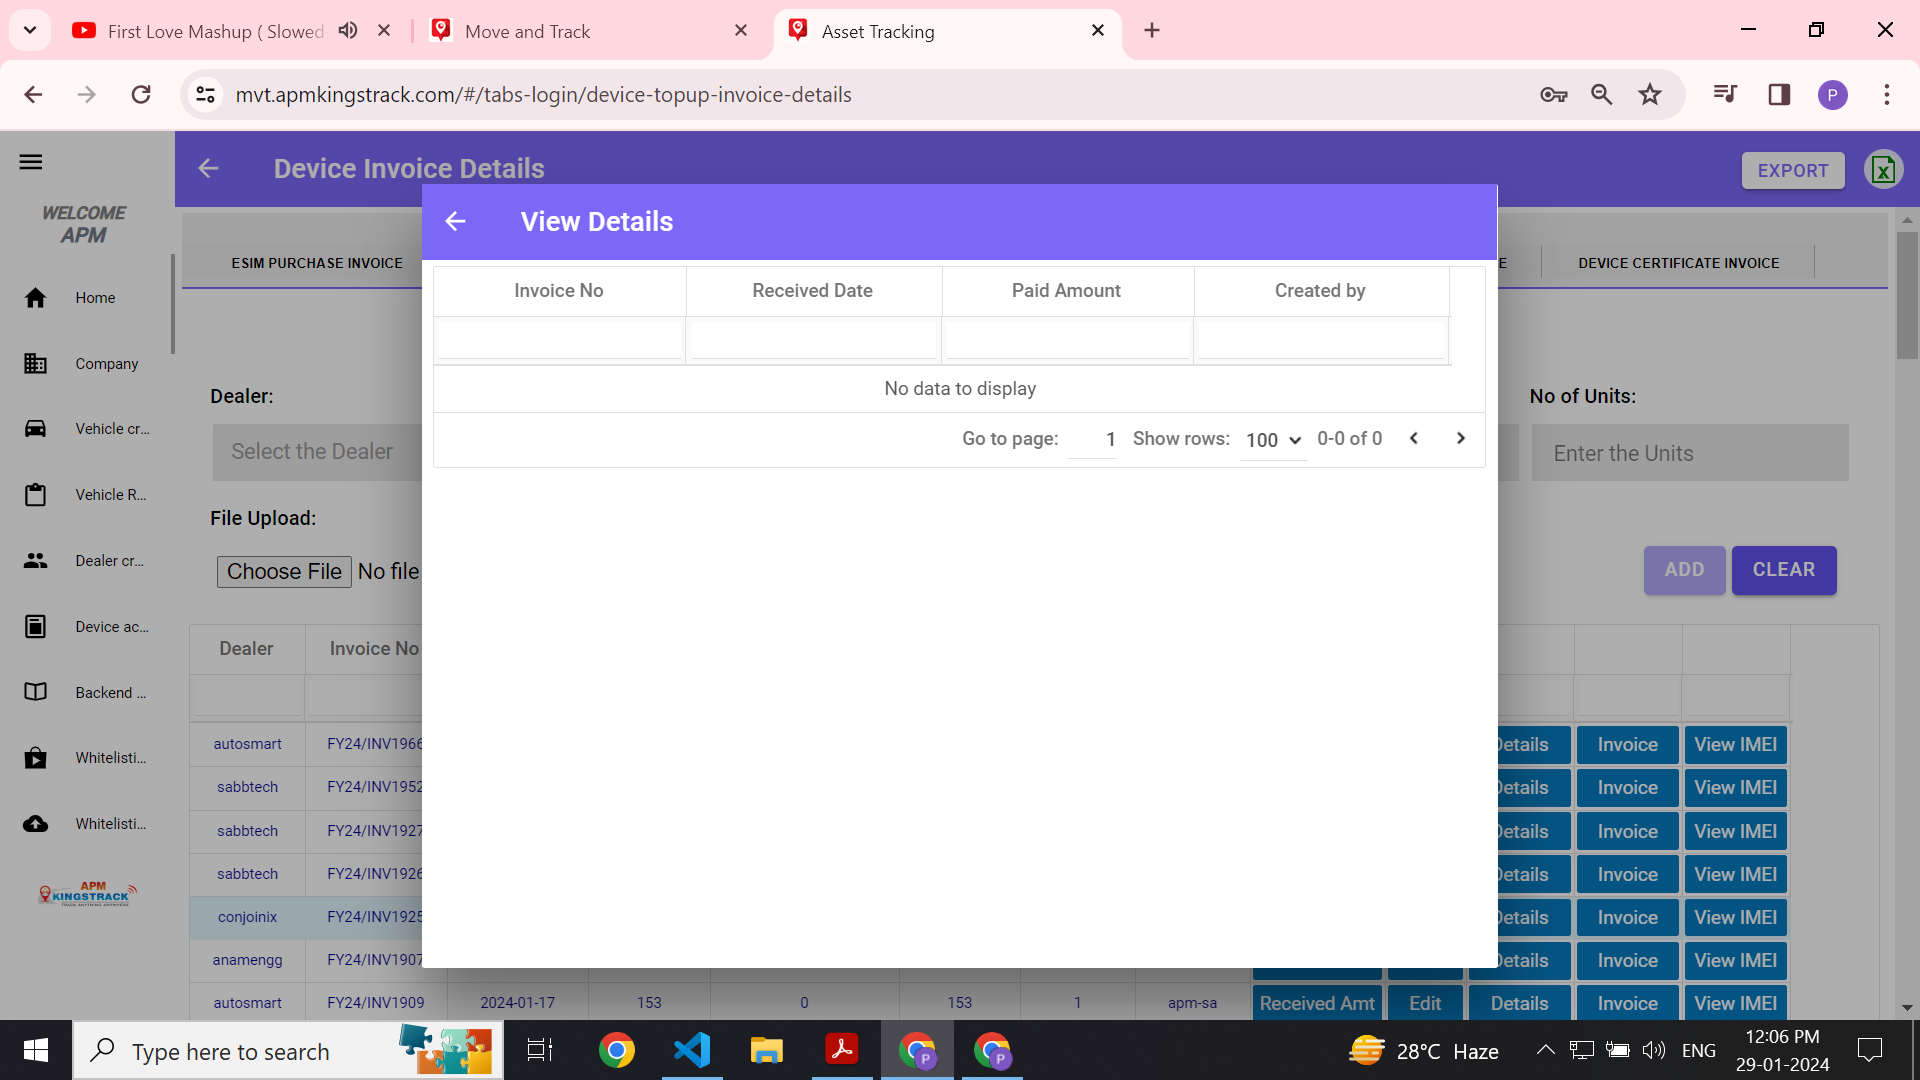 First Love Mashup ( Slowed
Move and Track
Asset Tracking
mvt.apmkingstrack.com/#/tabs-login/device-topup-invoice-details
P
WELCOME
APM
Home
Company
Vehicle cr...
Vehicle R...
Dealer cr...
Device ac...
Backend ...
Whitelisti...
Whitelisti...
APM
KINGSTRACK
Device Invoice Details
EXPORT
ESIM PURCHASE INVOICE
E
DEVICE CERTIFICATE INVOICE
View Details
Invoice No Received Date Paid Amount Created by
No data to display
Go to page: 1 Show rows: 100 0-0 of 0
Dealer:
Select the Dealer
No of Units:
Enter the Units
File Upload:
Choose File No file
ADD CLEAR
Dealer Invoice No
autosmart FY24/INV1966 Details Invoice View IMEI
sabbtech FY24/INV1952 Details Invoice View IMEI
sabbtech FY24/INV1927 Details Invoice View IMEI
sabbtech FY24/INV1926 Details Invoice View IMEI
conjoinix FY24/INV1925 Details Invoice View IMEI
anamengg FY24/INV1907 Details Invoice View IMEI
autosmart FY24/INV1909 2024-01-17 153 0 153 1 apm-sa Received Amt Edit Details Invoice View IMEI
Type here to search
P
P
28°C Haze
ENG
12:06 PM
29-01-2024